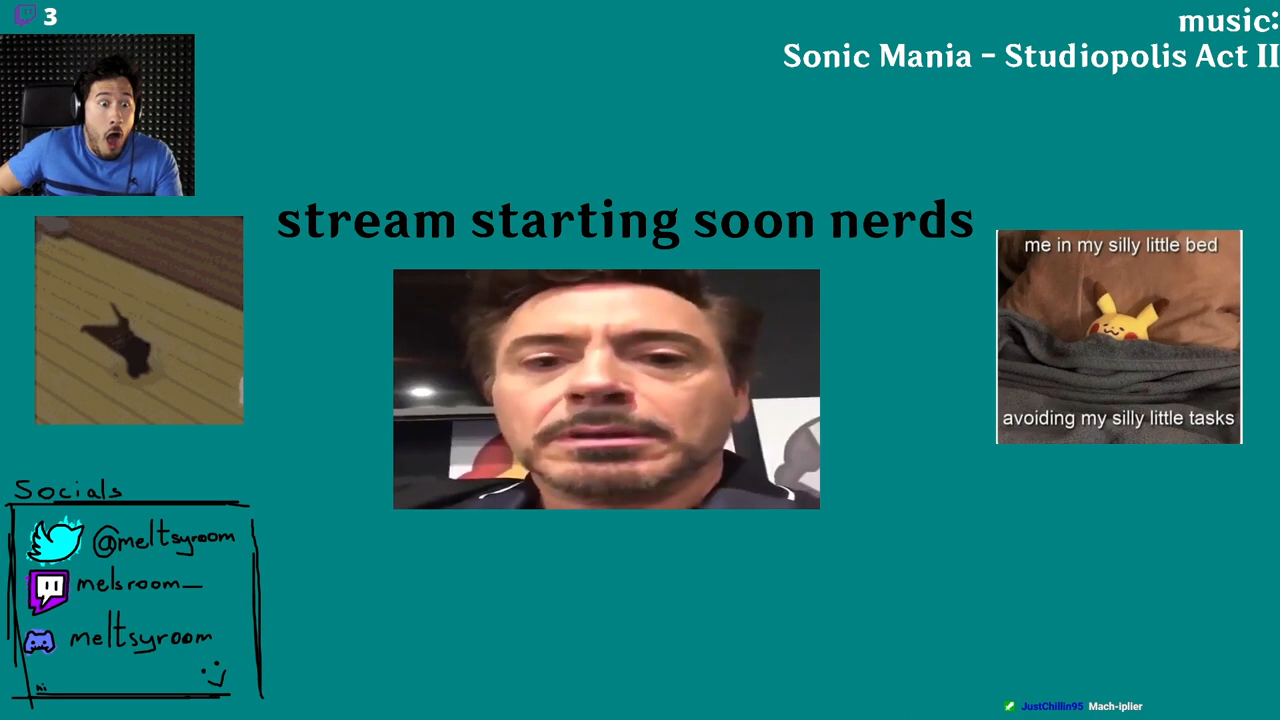 3
music:
Sonic Mania - Studiopolis Act II
stream starting soon nerds
me in my silly little bed
avoiding my silly little tasks
Socials
@meltsyroom
melsroom_
meltsyroom
hi
JustChillin95 Mach-Iplier